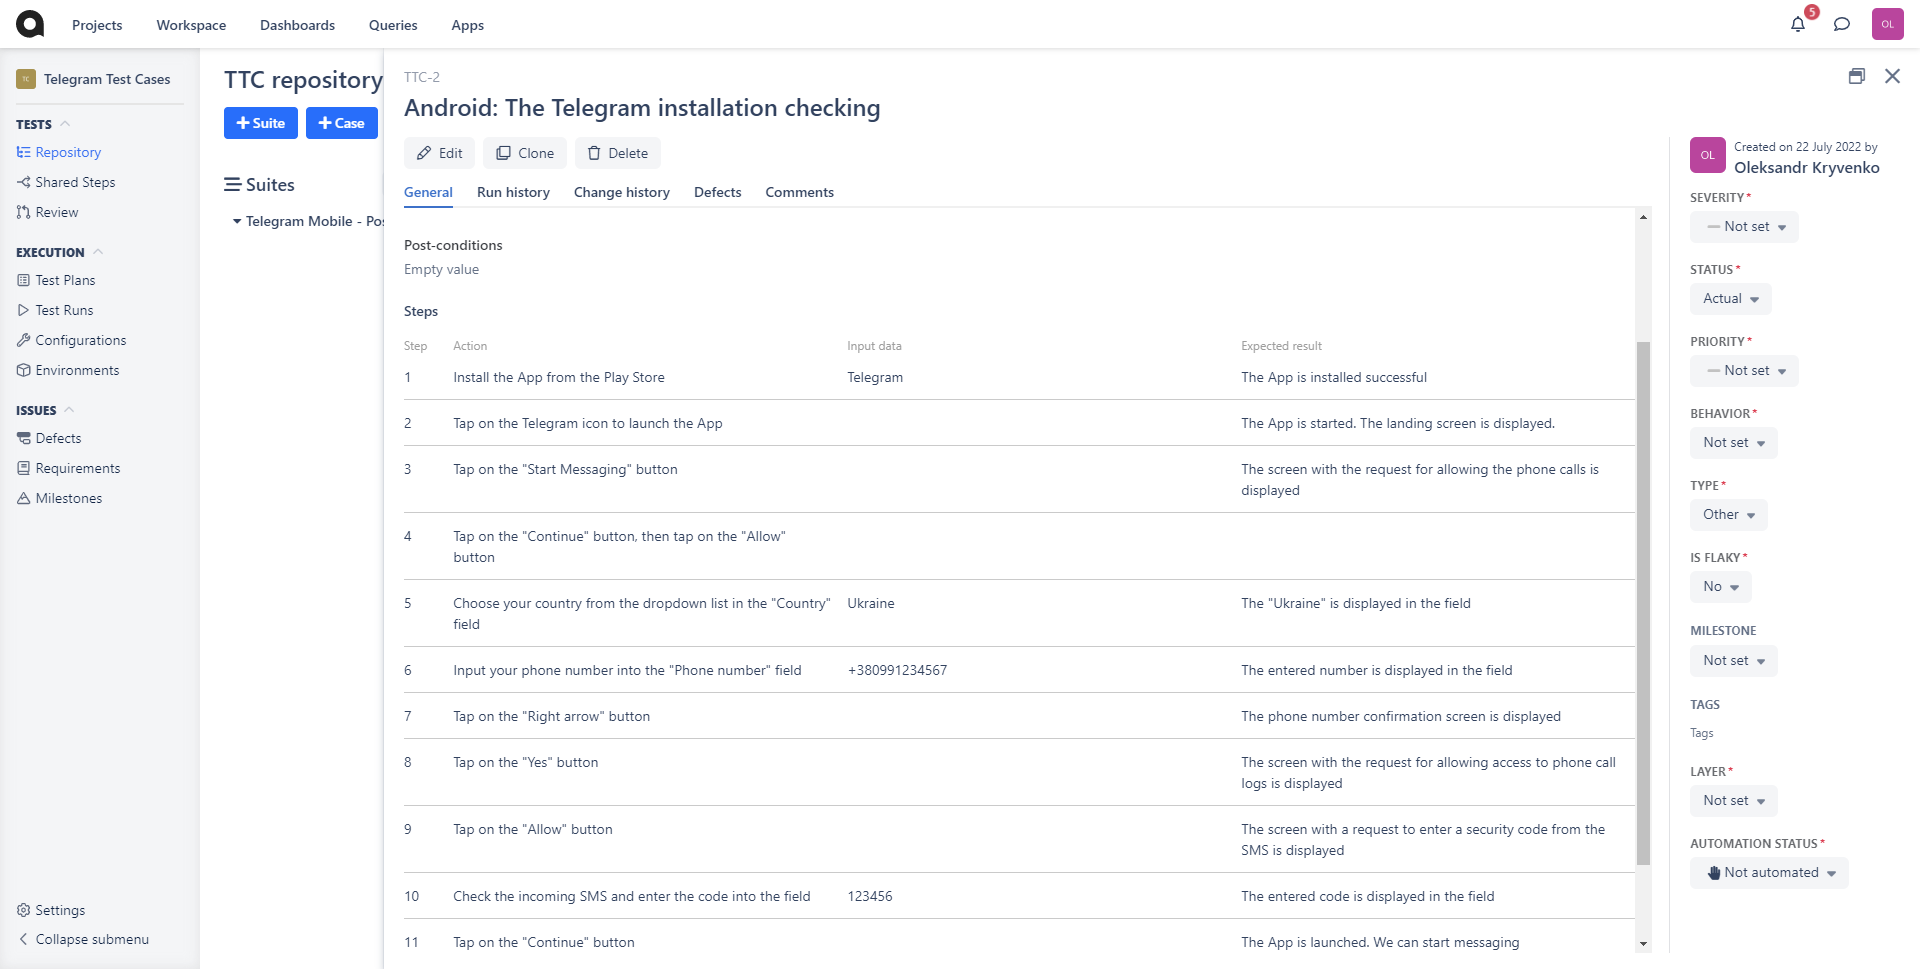 Projects
Workspace
Dashboards
Queries
Apps
5
OL
TC
Telegram Test Cases
TESTS
Repository
Shared Steps
Review
EXECUTION
Test Plans
Test Runs
Configurations
Environments
ISSUES
Defects
Requirements
Milestones
Settings
Collapse submenu
TTC repository
+ Suite
+ Case
Suites
Telegram Mobile - Pos
TTC-2
Android: The Telegram installation checking
Edit
Clone
Delete
General
Run history
Change history
Defects
Comments
Post-conditions
Empty value
Steps
Step Action Input data Expected result
1 Install the App from the Play Store Telegram The App is installed successful
2 Tap on the Telegram icon to launch the App The App is started. The landing screen is displayed.
3 Tap on the "Start Messaging" button The screen with the request for allowing the phone calls is
displayed
4 Tap on the "Continue" button, then tap on the "Allow"
button
5 Choose your country from the dropdown list in the "Country" Ukraine The "Ukraine" is displayed in the field
field
6 Input your phone number into the "Phone number" field +380991234567 The entered number is displayed in the field
7 Tap on the "Right arrow" button The phone number confirmation screen is displayed
8 Tap on the "Yes" button The screen with the request for allowing access to phone call
logs is displayed
9 Tap on the "Allow" button The screen with a request to enter a security code from the
SMS is displayed
10 Check the incoming SMS and enter the code into the field 123456 The entered code is displayed in the field
11 Tap on the "Continue" button The App is launched. We can start messaging
OL
Created on 22 July 2022 by
Oleksandr Kryvenko
SEVERITY*
Not set
STATUS*
Actual
PRIORITY*
Not set
BEHAVIOR*
Not set
TYPE*
Other
IS FLAKY*
No
MILESTONE
Not set
TAGS
Tags
LAYER*
Not set
AUTOMATION STATUS*
Not automated